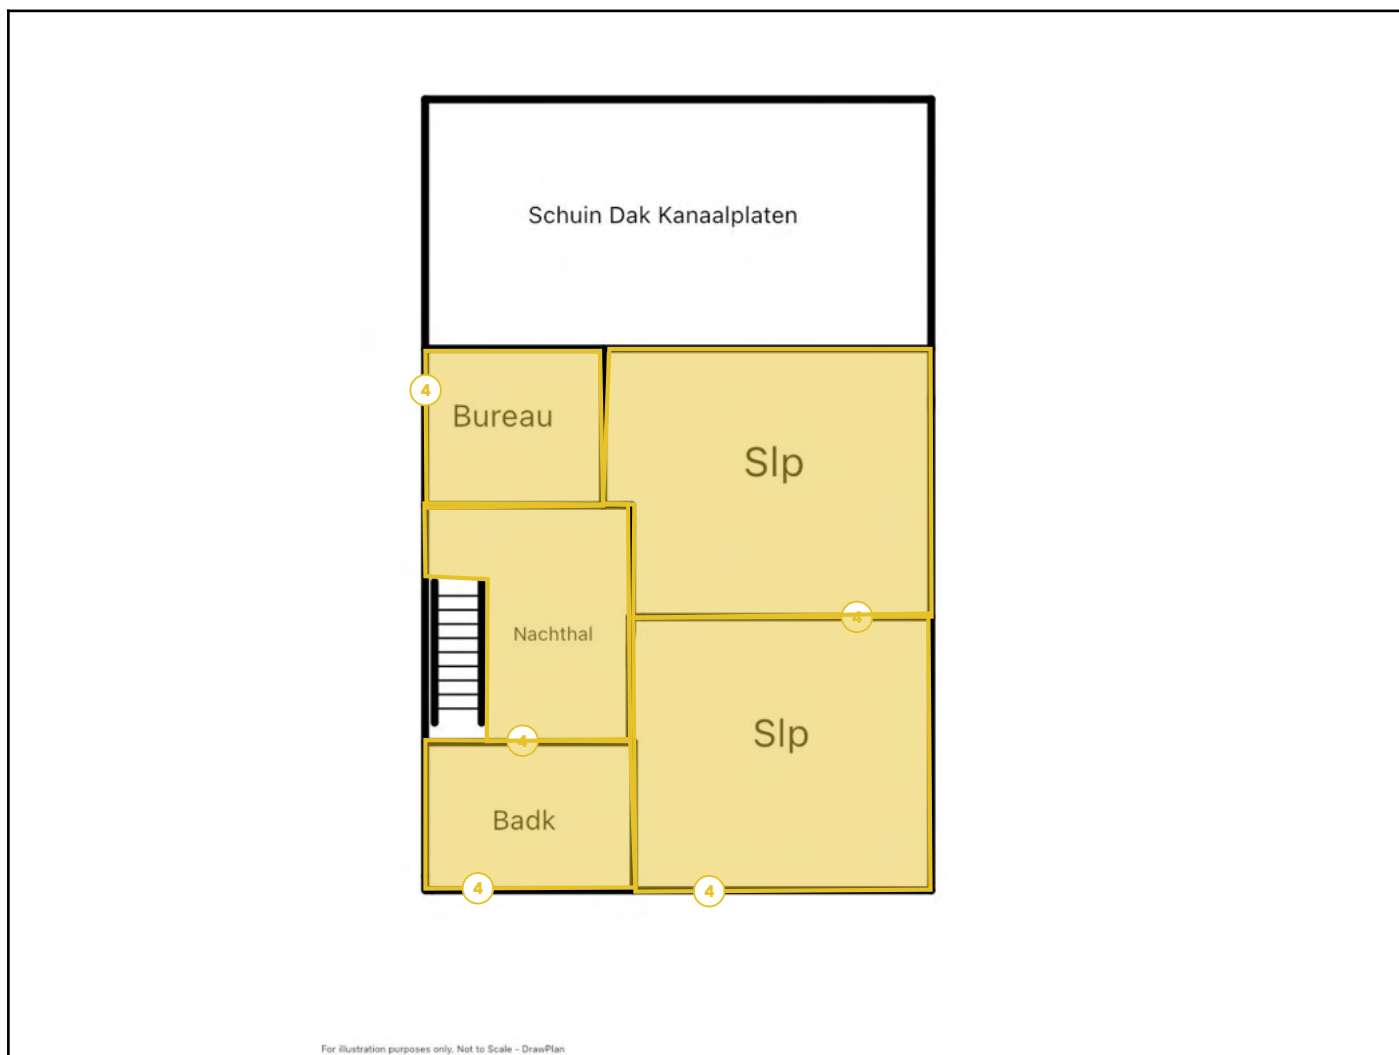 Schuin Dak Kanaalplaten
4
Bureau
Slp
4
Nachthal
4
Slp
Badk
4
4
For illustration purposes only. Not to Scale - DrawPlan